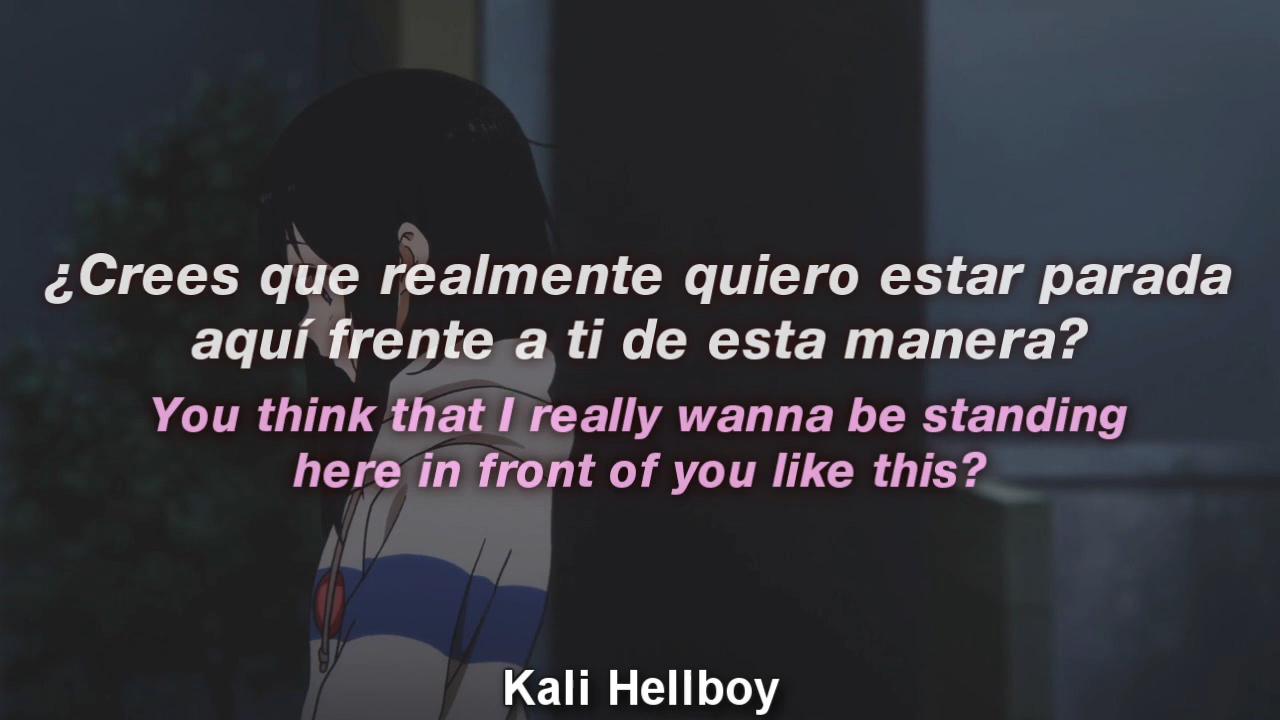 ¿Crees que realmente quiero estar parada
aquí frente a ti de esta manera?
You think that I really wanna be standing
here in front of you like this?
Kali Hellboy